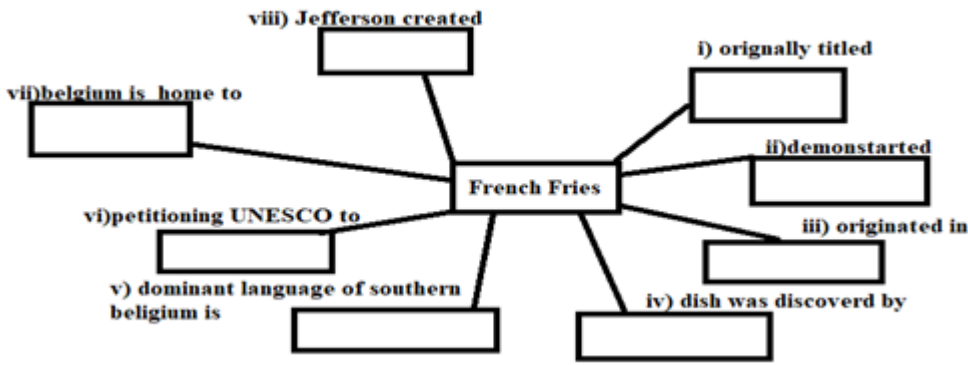 viii) Jefferson created
i) orignally titled
vii)belgium is home to
ii)demonstarted
French Fries
vi)petitioning UNESCO to
iii) originated in
v) dominant language of southern
beligium is
iv) dish was discoverd by